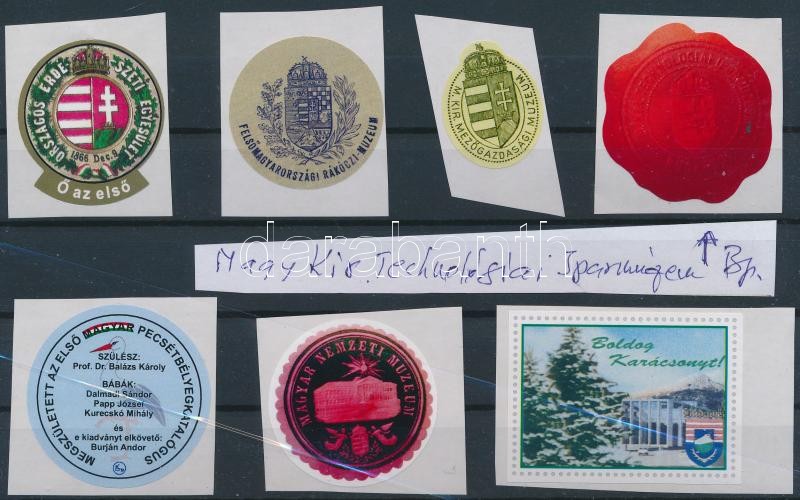 ORSZÁGOS ERDÉSZETI EGYESÜLET
1866 Dec. 9
Ő az első
FELSŐMAGYARORSZÁGI RÁKÓCZI-MUZEUM
M. KIR. MEZŐGAZDASÁGI MÚZEUM
darabanth
Magy Kir. Technológiai Iparmúzeum ↑ Bp.
MEGSZÜLETETT AZ ELSŐ MAGYAR PECSÉTBÉLYEGKATALÓGUS
SZÜLÉSZ:
Prof. Dr. Balázs Károly
BÁBÁK:
Dalmadi Sándor
Papp József
Kurecskó Mihály
és
e kiadványt elkövető:
Burján Andor
MAGYAR NEMZETI MUZEUM
Boldog
Karácsonyt!